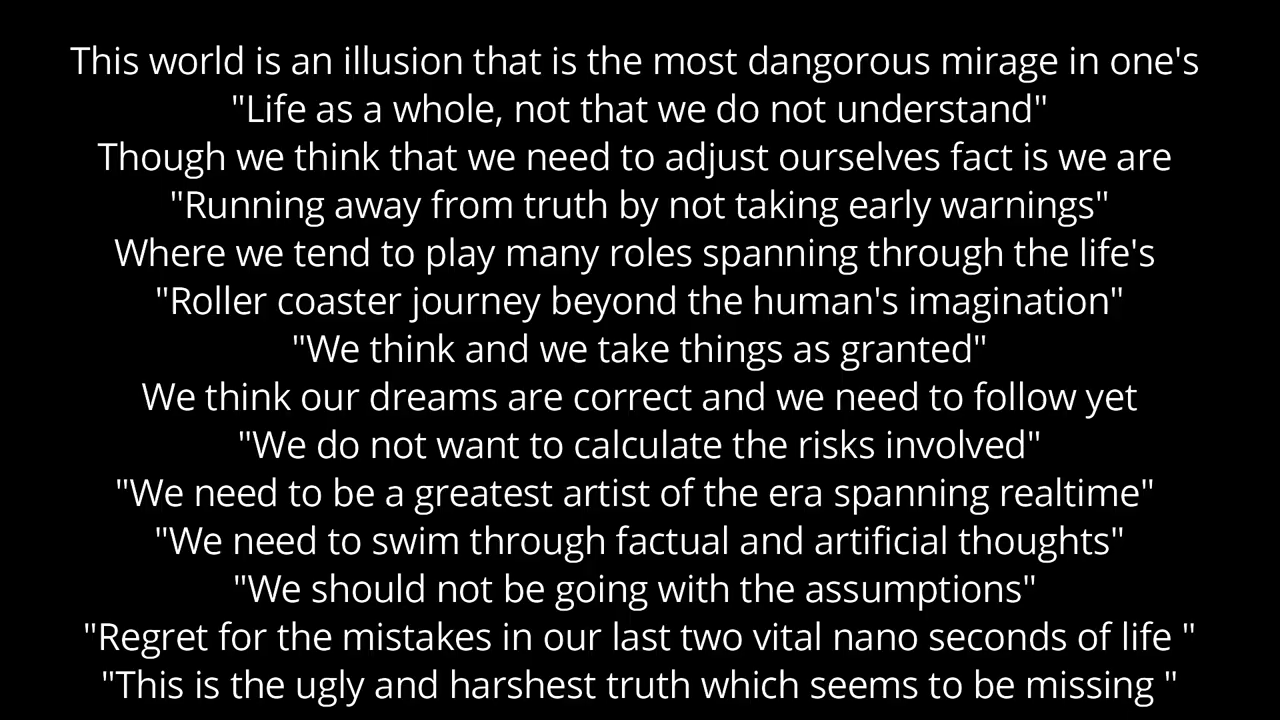 This world is an illusion that is the most dangorous mirage in one's
"Life as a whole, not that we do not understand"
Though we think that we need to adjust ourselves fact is we are
"Running away from truth by not taking early warnings"
Where we tend to play many roles spanning through the life's
"Roller coaster journey beyond the human's imagination"
"We think and we take things as granted"
We think our dreams are correct and we need to follow yet
"We do not want to calculate the risks involved"
"We need to be a greatest artist of the era spanning realtime"
"We need to swim through factual and artificial thoughts"
"We should not be going with the assumptions"
"Regret for the mistakes in our last two vital nano seconds of life "
"This is the ugly and harshest truth which seems to be missing "